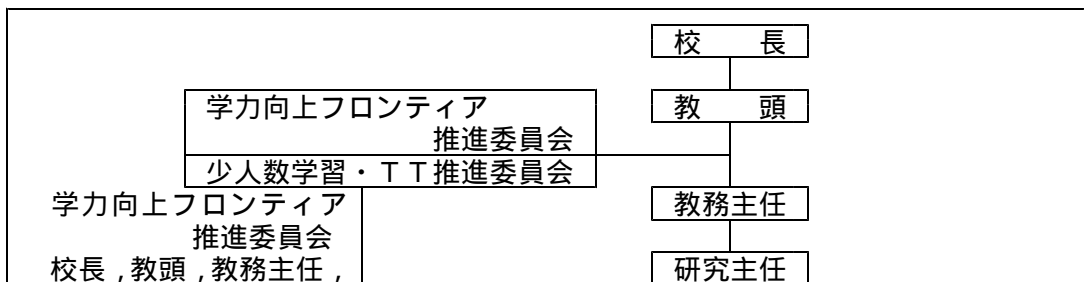 校　　長
学力向上フロンティア
推進委員会
教　　頭
少人数学習・ＴＴ推進委員会
学力向上フロンティア
推進委員会
教務主任
校長，教頭，教務主任，
研究主任